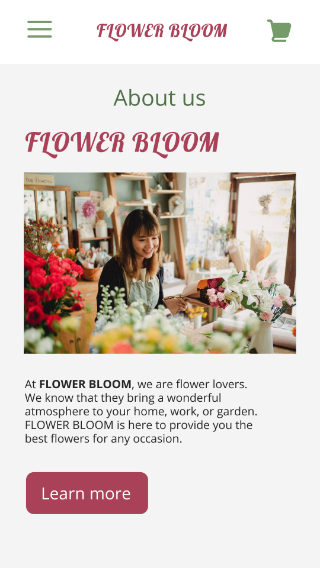 FLOWER BLOOM
About us
FLOWER BLOOM
At FLOWER BLOOM, we are flower lovers.
We know that they bring a wonderful
atmosphere to your home, work, or garden.
FLOWER BLOOM is here to provide you the
best flowers for any occasion.
Learn more